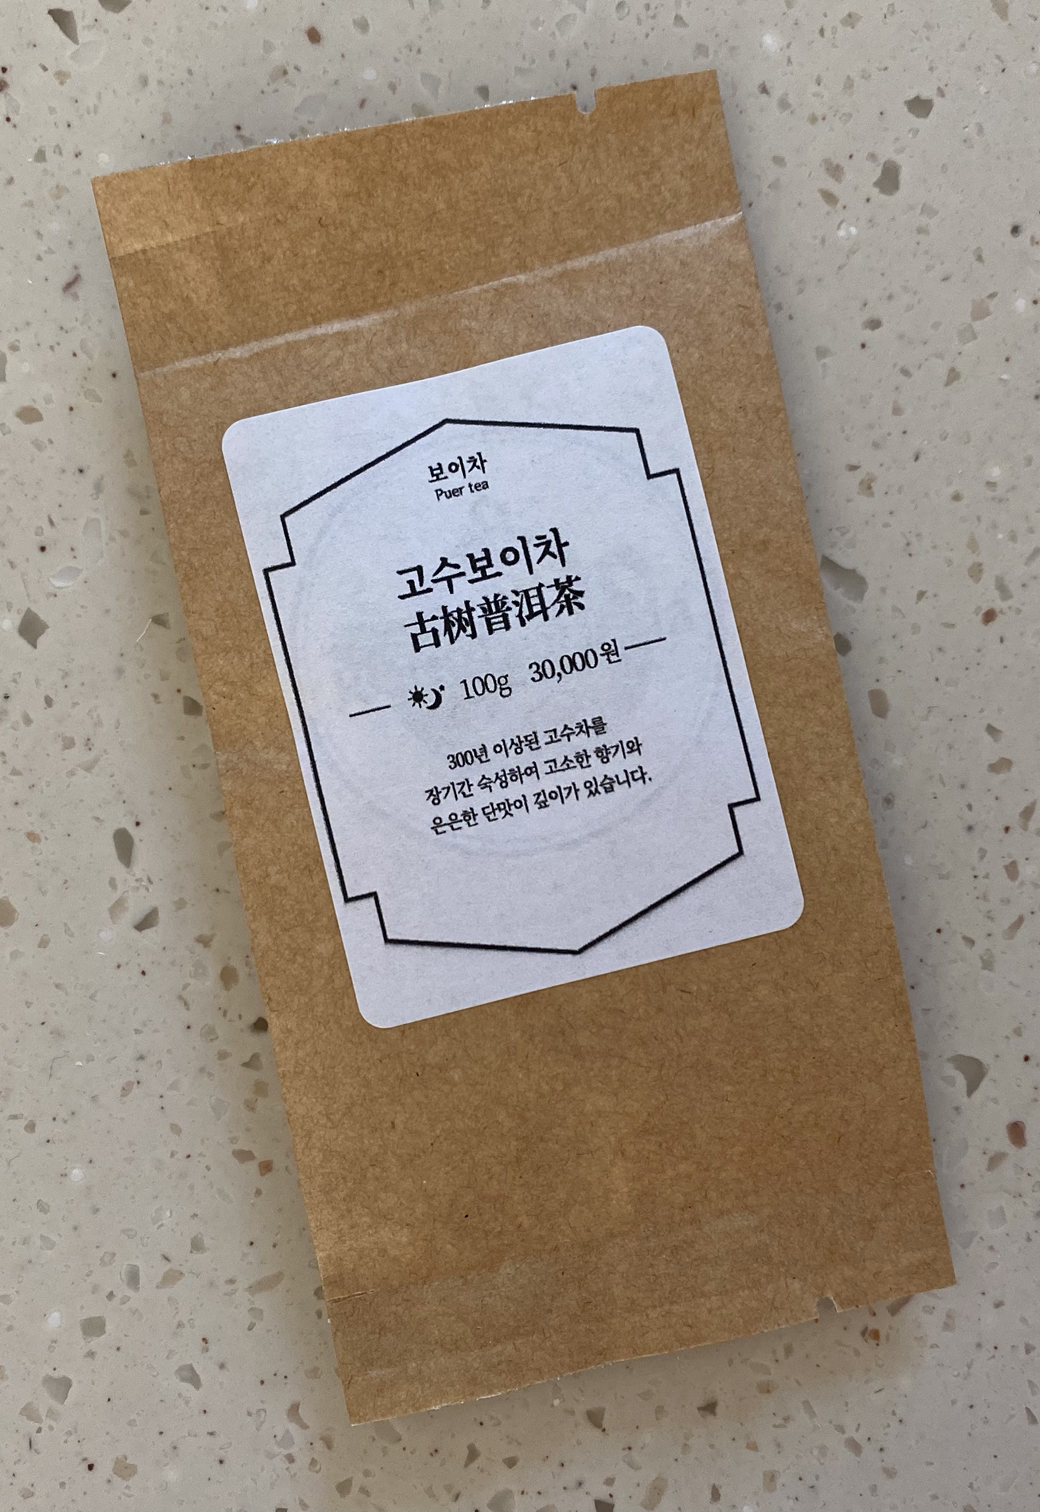 보이차
Puer tea
고수보이차
古树普洱茶
100g 30,000원
300년 이상된 고수차를
장기간 숙성하여 고소한 향기와
은은한 단맛이 깊이가 있습니다.